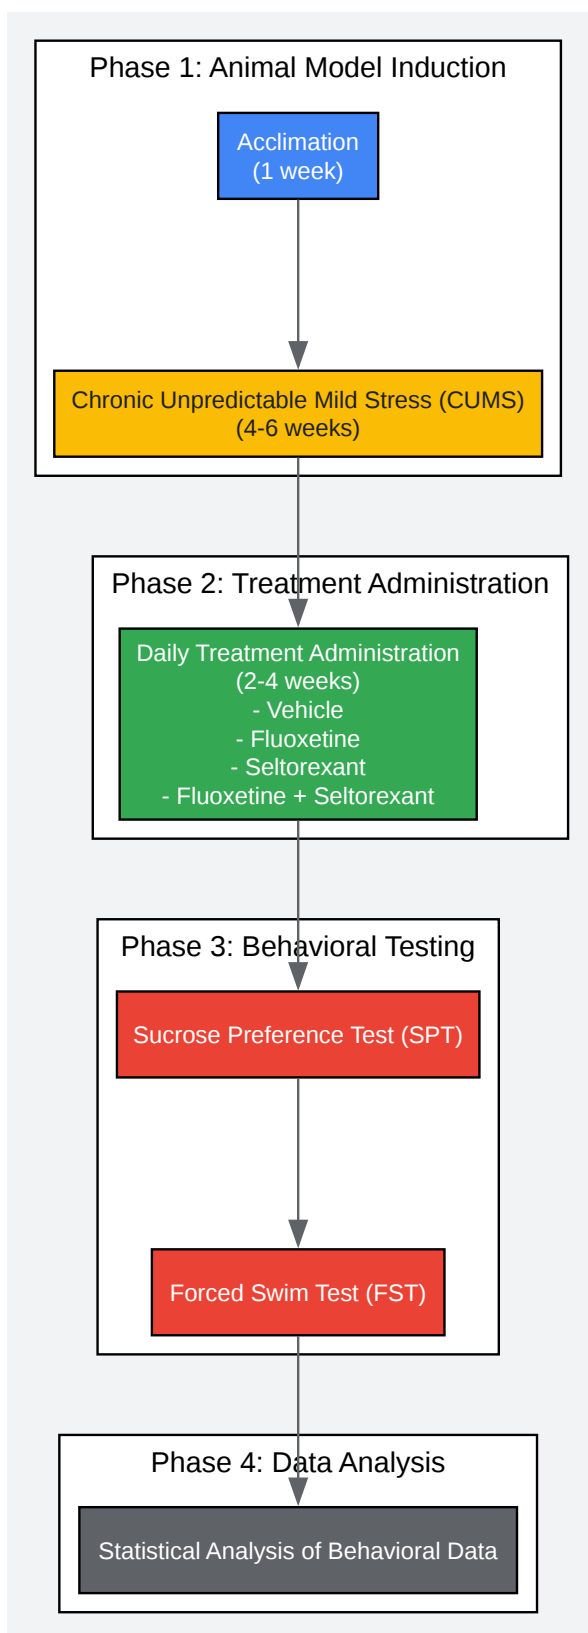 Phase 1: Animal Model Induction
Acclimation
(1 week)
Chronic Unpredictable Mild Stress (CUMS)
(4-6 weeks)
Phase 2: Treatment Administration
Daily Treatment Administration
(2-4 weeks)
- Vehicle
- Fluoxetine
- Seltorexant
- Fluoxetine + Seltorexant
Phase 3: Behavioral Testing
Sucrose Preference Test (SPT)
Forced Swim Test (FST)
Phase 4: Data Analysis
Statistical Analysis of Behavioral Data